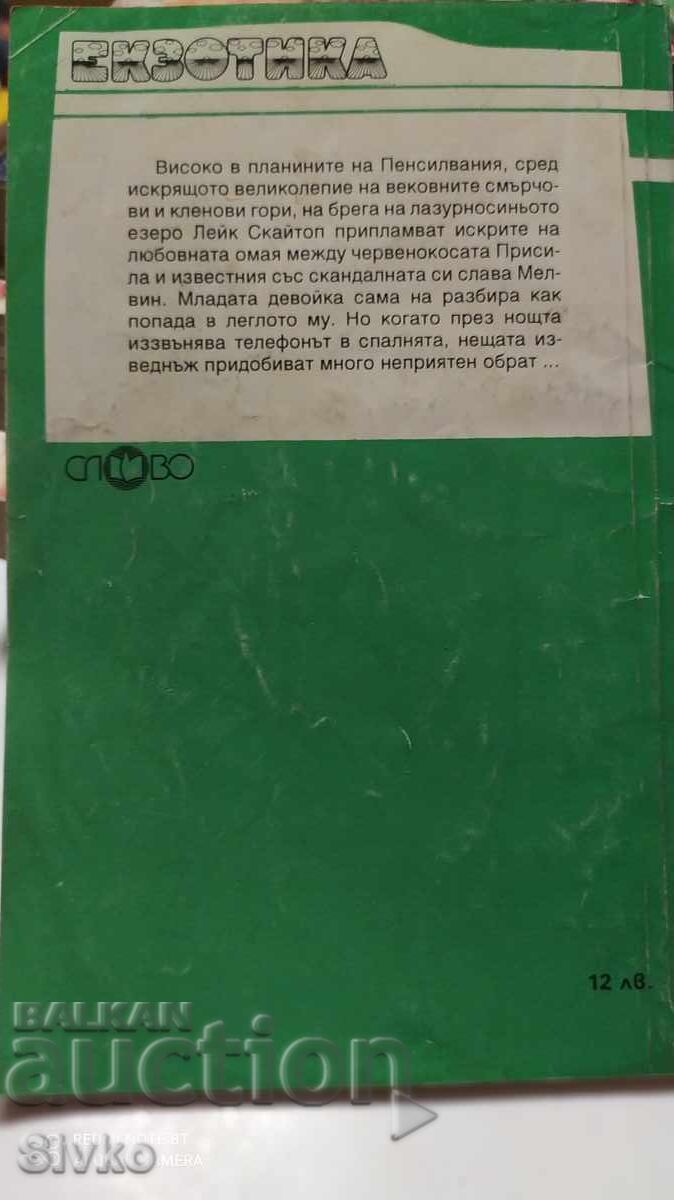 ЕКЗОТИКА
Високо в планините на Пенсилвания, сред
искрящото великолепие на вековните смърчо-
ви и кленови гори, на брега на лазурносиньото
езеро Лейк Скайтоп припламват искрите на
любовната омая между червенокосата Приси-
ла и известния със скандалната си слава Мел-
вин. Младата девойка сама на разбира как
попада в леглото му. Но когато през нощта
иззвънява телефонът в спалнята, нещата из-
веднъж придобиват много неприятен обрат ...
СЛОВО
12 лв.
BALKAN
auction
Sivko